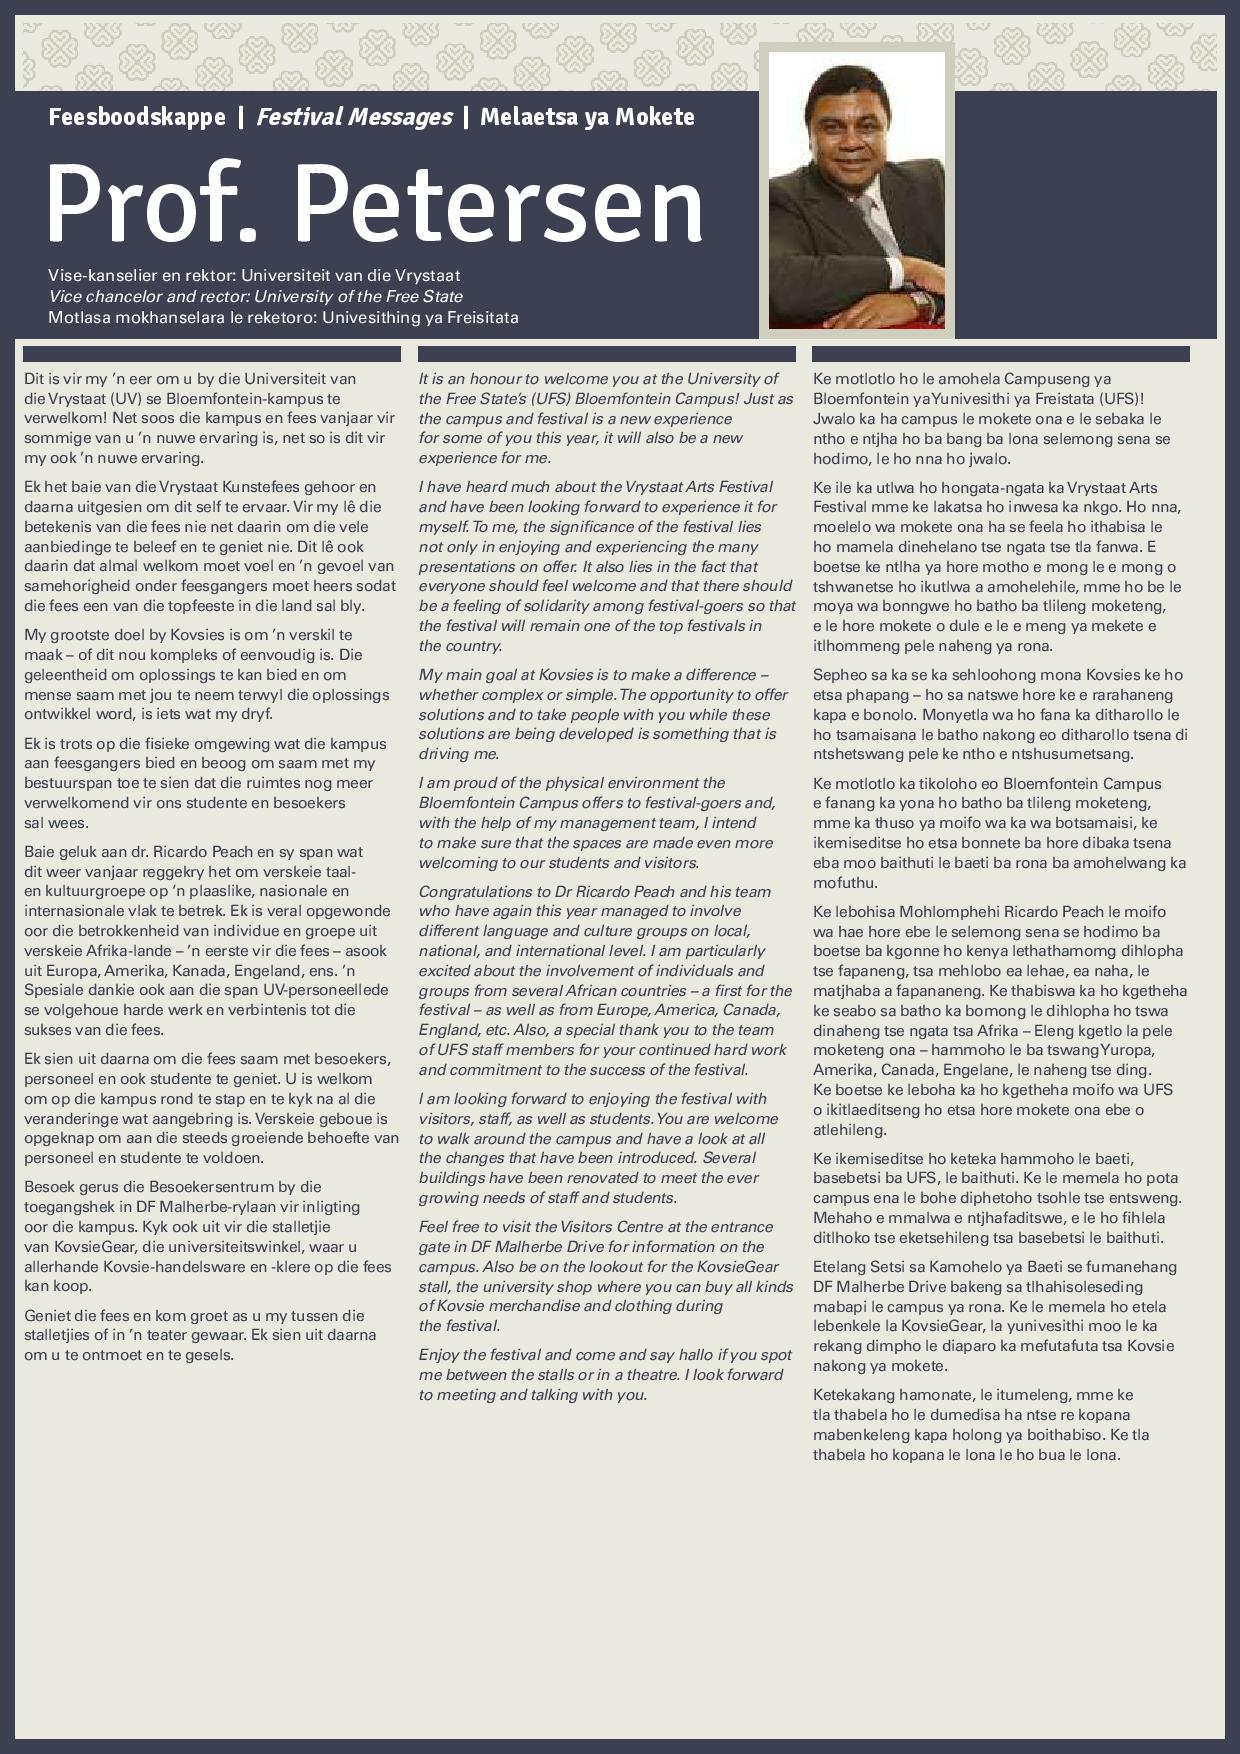 Feesboodskappe | Festival Messages | Melaetsa ya Mokete
Prof. Petersen
Vise-kanselier en rektor: Universiteit van die Vrystaat
Vice chancelor and rector: University of the Free State
Motlasa mokhanselara le reketoro: Univesithing ya Freisitata
Dit is vir my ’n eer om u by die Universiteit van
die Vrystaat (UV) se Bloemfontein-kampus te
verwelkom! Net soos die kampus en fees vanjaar vir
sommige van u ’n nuwe ervaring is, net so is dit vir
my ook ’n nuwe ervaring.
Ek het baie van die Vrystaat Kunstefees gehoor en
daarna uitgesien om dit self te ervaar. Vir my lê die
betekenis van die fees nie net daarin om die vele
aanbiedinge te beleef en te geniet nie. Dit lê ook
daarin dat almal welkom moet voel en ’n gevoel van
samehorigheid onder feesgangers moet heers sodat
die fees een van die topfeeste in die land sal bly.
My grootste doel by Kovsies is om ’n verskil te
maak – of dit nou kompleks of eenvoudig is. Die
geleentheid om oplossings te kan bied en om
mense saam met jou te neem terwyl die oplossings
ontwikkel word, is iets wat my dryf.
Ek is trots op die fisieke omgewing wat die kampus
aan feesgangers bied en beoog om saam met my
bestuurspan toe te sien dat die ruimtes nog meer
verwelkomend vir ons studente en besoekers
sal wees.
Baie geluk aan dr. Ricardo Peach en sy span wat
dit weer vanjaar reggekry het om verskeie taal-
en kultuurgroepe op ‘n plaaslike, nasionale en
internasionale vlak te betrek. Ek is veral opgewonde
oor die betrokkenheid van individue en groepe uit
verskeie Afrika-lande – ’n eerste vir die fees – asook
uit Europa, Amerika, Kanada, Engeland, ens. ’n
Spesiale dankie ook aan die span UV-personeellede
se volgehoue harde werk en verbintenis tot die
sukses van die fees.
Ek sien uit daarna om die fees saam met besoekers,
personeel en ook studente te geniet. U is welkom
om op die kampus rond te stap en te kyk na al die
veranderinge wat aangebring is. Verskeie geboue is
opgeknap om aan die steeds groeiende behoefte van
personeel en studente te voldoen.
Besoek gerus die Besoekersentrum by die
toegangshek in DF Malherbe-rylaan vir inligting
oor die kampus. Kyk ook uit vir die stalletjie
van KovsieGear, die universiteitswinkel, waar u
allerhande Kovsie-handelsware en -klere op die fees
kan koop.
Geniet die fees en kom groet as u my tussen die
stalletjies of in ’n teater gewaar. Ek sien uit daarna
om u te ontmoet en te gesels.
It is an honour to welcome you at the University of
the Free State’s (UFS) Bloemfontein Campus! Just as
the campus and festival is a new experience
for some of you this year, it will also be a new
experience for me.
I have heard much about the Vrystaat Arts Festival
and have been looking forward to experience it for
myself. To me, the significance of the festival lies
not only in enjoying and experiencing the many
presentations on offer. It also lies in the fact that
everyone should feel welcome and that there should
be a feeling of solidarity among festival-goers so that
the festival will remain one of the top festivals in
the country.
My main goal at Kovsies is to make a difference –
whether complex or simple. The opportunity to offer
solutions and to take people with you while these
solutions are being developed is something that is
driving me.
I am proud of the physical environment the
Bloemfontein Campus offers to festival-goers and,
with the help of my management team, I intend
to make sure that the spaces are made even more
welcoming to our students and visitors.
Congratulations to Dr Ricardo Peach and his team
who have again this year managed to involve
different language and culture groups on local,
national, and international level. I am particularly
excited about the involvement of individuals and
groups from several African countries – a first for the
festival – as well as from Europe, America, Canada,
England, etc. Also, a special thank you to the team
of UFS staff members for your continued hard work
and commitment to the success of the festival.
I am looking forward to enjoying the festival with
visitors, staff, as well as students. You are welcome
to walk around the campus and have a look at all
the changes that have been introduced. Several
buildings have been renovated to meet the ever
growing needs of staff and students.
Feel free to visit the Visitors Centre at the entrance
gate in DF Malherbe Drive for information on the
campus. Also be on the lookout for the KovsieGear
stall, the university shop where you can buy all kinds
of Kovsie merchandise and clothing during
the festival.
Enjoy the festival and come and say hallo if you spot
me between the stalls or in a theatre. I look forward
to meeting and talking with you.
Ke motlotlo ho le amohela Campuseng ya
Bloemfontein yaYunivesithi ya Freistata (UFS)!
Jwalo ka ha campus le mokete ona e le sebaka le
ntho e ntjha ho ba bang ba lona selemong sena se
hodimo, le ho nna ho jwalo.
Ke ile ka utlwa ho hongata-ngata ka Vrystaat Arts
Festival mme ke lakatsa ho inwesa ka nkgo. Ho nna,
moelelo wa mokete ona ha se feela ho ithabisa le
ho mamela dinehelano tse ngata tse tla fanwa. E
boetse ke ntlha ya hore motho e mong le e mong o
tshwanetse ho ikutlwa a amohelehile, mme ho be le
moya wa bonngwe ho batho ba tlileng moketeng,
e le hore mokete o dule e le e meng ya mekete e
itlhommeng pele naheng ya rona.
Sepheo sa ka se ka sehloohong mona Kovsies ke ho
etsa phapang – ho sa natswe hore ke e rarahaneng
kapa e bonolo. Monyetla wa ho fana ka ditharollo le
ho tsamaisana le batho nakong eo ditharollo tsena di
ntshetswang pele ke ntho e ntshusumetsang.
Ke motlotlo ka tikoloho eo Bloemfontein Campus
e fanang ka yona ho batho ba tlileng moketeng,
mme ka thuso ya moifo wa ka wa botsamaisi, ke
ikemiseditse ho etsa bonnete ba hore dibaka tsena
eba moo baithuti le baeti ba rona ba amohelwang ka
mofuthu.
Ke lebohisa Mohlomphehi Ricardo Peach le moifo
wa hae hore ebe le selemong sena se hodimo ba
boetse ba kgonne ho kenya lethathamomg dihlopha
tse fapaneng, tsa mehlobo ea lehae, ea naha, le
matjhaba a fapananeng. Ke thabiswa ka ho kgetheha
ke seabo sa batho ka bomong le dihlopha ho tswa
dinaheng tse ngata tsa Afrika – Eleng kgetlo la pele
moketeng ona – hammoho le ba tswangYuropa,
Amerika, Canada, Engelane, le naheng tse ding.
Ke boetse ke leboha ka ho kgetheha moifo wa UFS
o ikitlaeditseng ho etsa hore mokete ona ebe o
atlehileng.
Ke ikemiseditse ho keteka hammoho le baeti,
basebetsi ba UFS, le baithuti. Ke le memela ho pota
campus ena le bohe diphetoho tsohle tse entsweng.
Mehaho e mmalwa e ntjhafaditswe, e le ho fihlela
ditlhoko tse eketsehileng tsa basebetsi le baithuti.
Etelang Setsi sa Kamohelo ya Baeti se fumanehang
DF Malherbe Drive bakeng sa tlhahisoleseding
mabapi le campus ya rona. Ke le memela ho etela
lebenkele la KovsieGear, la yunivesithi moo le ka
rekang dimpho le diaparo ka mefutafuta tsa Kovsie
nakong ya mokete.
Ketekakang hamonate, le itumeleng, mme ke
tla thabela ho le dumedisa ha ntse re kopana
mabenkeleng kapa holong ya boithabiso. Ke tla
thabela ho kopana le lona le ho bua le lona.